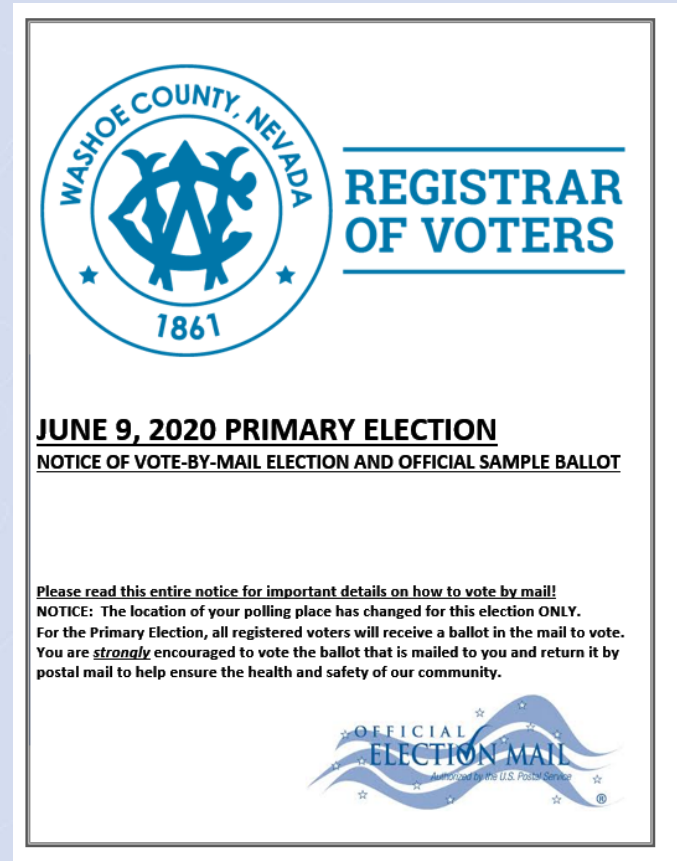 WASHOE COUNTY, NEVADA
1861
REGISTRAR
OF VOTERS
JUNE 9, 2020 PRIMARY ELECTION
NOTICE OF VOTE-BY-MAIL ELECTION AND OFFICIAL SAMPLE BALLOT
Please read this entire notice for important details on how to vote by mail!
NOTICE: The location of your polling place has changed for this election ONLY.
For the Primary Election, all registered voters will receive a ballot in the mail to vote.
You are strongly encouraged to vote the ballot that is mailed to you and return it by
postal mail to help ensure the health and safety of our community.
OFFICIAL
ELECTION MAIL
Authorized by the U.S. Postal Service
®